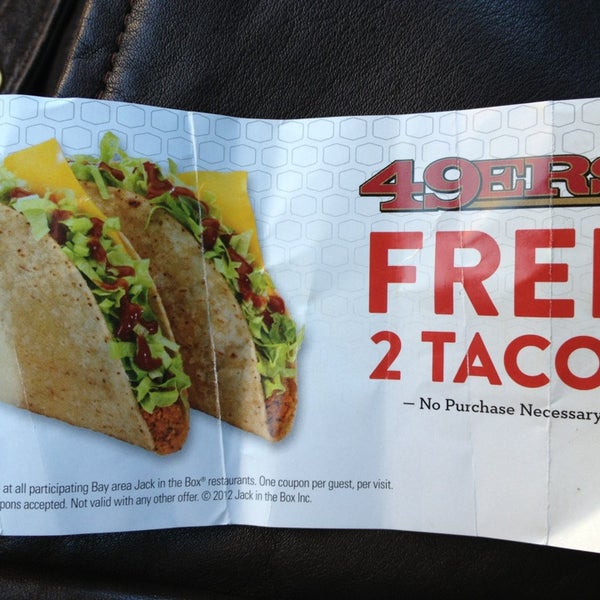 49ERS
FREE
2 TACO
— No Purchase Necessary
at all participating Bay area Jack in the Box® restaurants. One coupon per guest, per visit.
pons accepted. Not valid with any other offer. © 2012 Jack in the Box Inc.